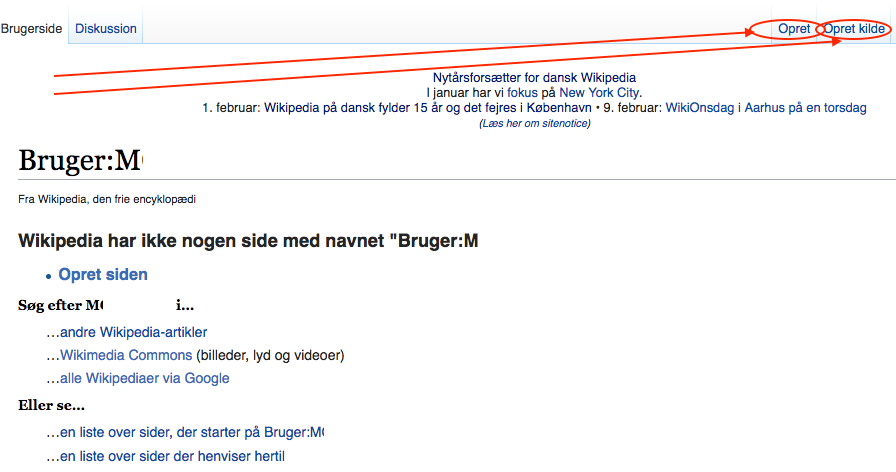 Brugerside Diskussion Opret Opret kilde
Nytårsforsætter for dansk Wikipedia
I januar har vi fokus på New York City.
1. februar: Wikipedia på dansk fylder 15 år og det fejres i København • 9. februar: WikiOnsdag i Aarhus på en torsdag
(Læs her om sitenotice)
Bruger:M
Fra Wikipedia, den frie encyklopædi
Wikipedia har ikke nogen side med navnet "Bruger:M
• Opret siden
Søg efter M i...
...andre Wikipedia-artikler
...Wikimedia Commons (billeder, lyd og videoer)
...alle Wikipediaer via Google
Eller se...
...en liste over sider, der starter på Bruger:M
...en liste over sider der henviser hertil